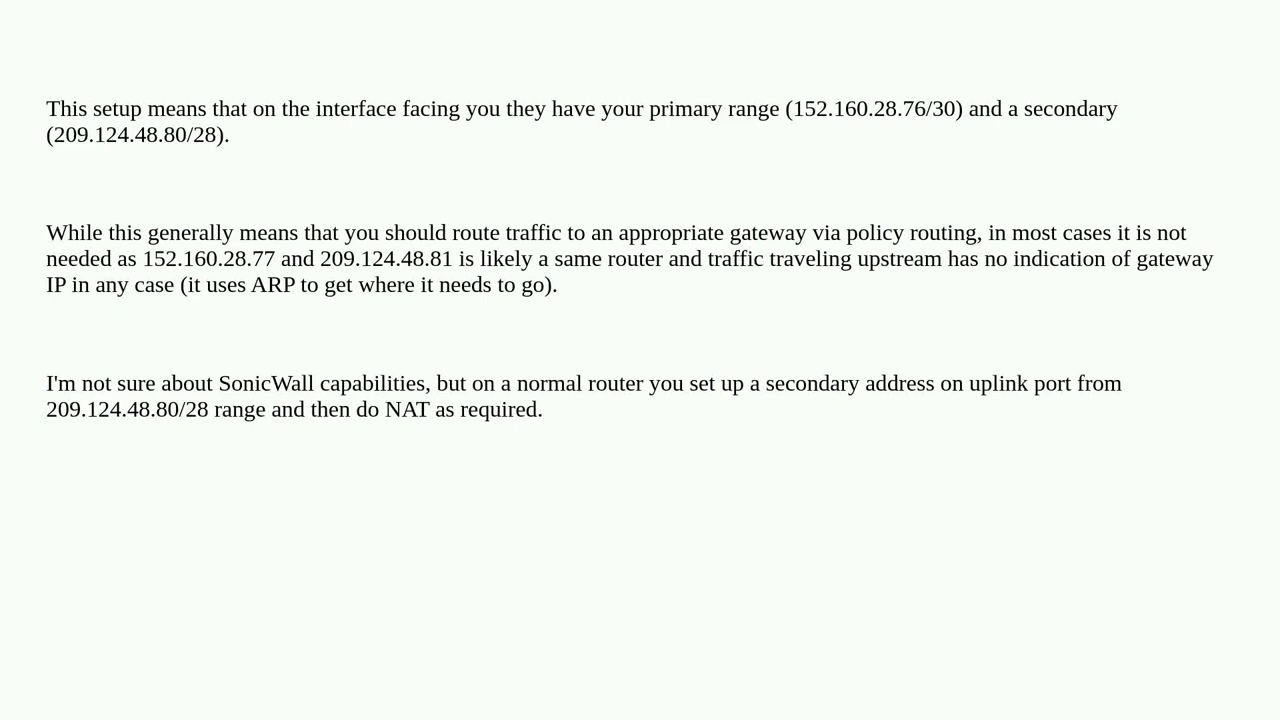 This setup means that on the interface facing you they have your primary range (152.160.28.76/30) and a secondary
(209.124.48.80/28).
While this generally means that you should route traffic to an appropriate gateway via policy routing, in most cases it is not
needed as 152.160.28.77 and 209.124.48.81 is likely a same router and traffic traveling upstream has no indication of gateway
IP in any case (it uses ARP to get where it needs to go).
I'm not sure about SonicWall capabilities, but on a normal router you set up a secondary address on uplink port from
209.124.48.80/28 range and then do NAT as required.